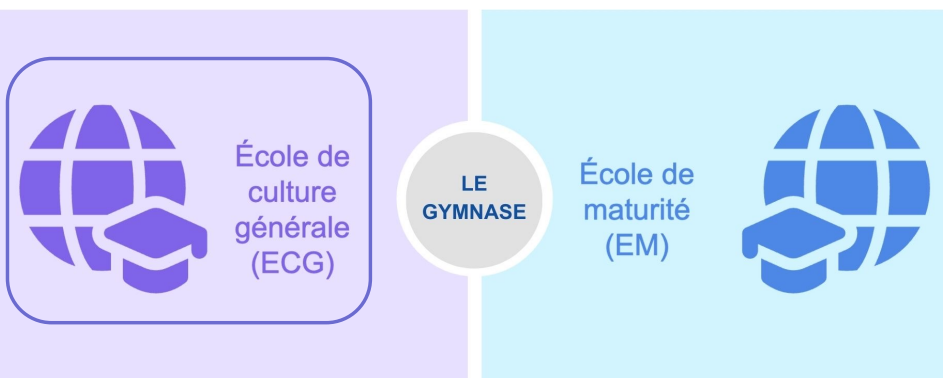 École de
culture
générale
(ECG)
LE
GYMNASE
École de
maturité
(EM)